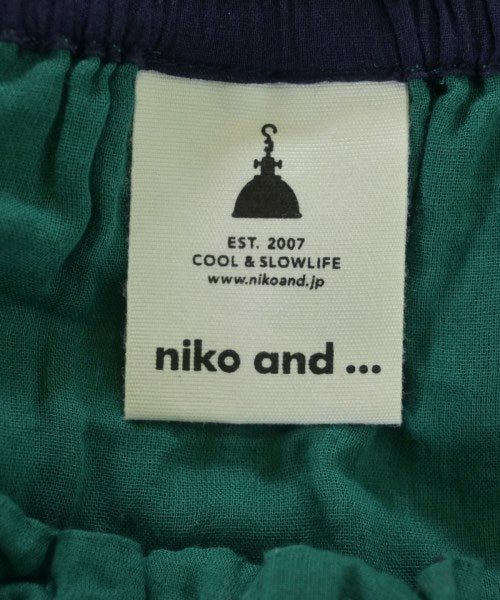 EST. 2007
COOL & SLOWLIFE
www.nikoand.jp
niko and ...